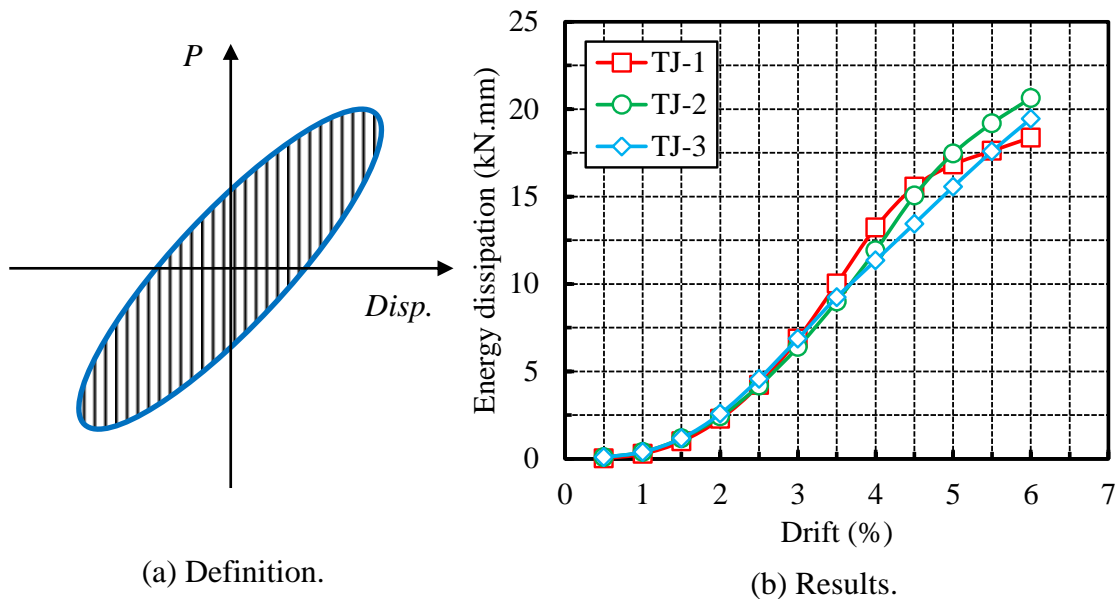 P
Disp.
(a) Definition.
Energy dissipation (kN.mm)
25
20
15
10
5
0
TJ-1
TJ-2
TJ-3
0 1 2 3 4 5 6 7
Drift (%)
(b) Results.